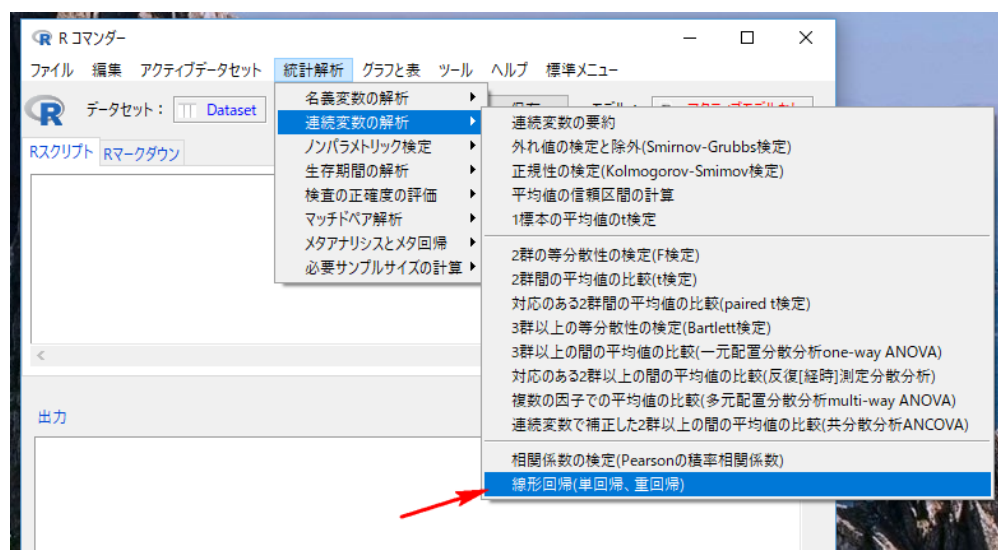 R コマンダー
ファイル 編集 アクティブデータセット 統計解析 グラフと表 ツール ヘルプ 標準メニュー
データセット： Dataset
Rスクリプト Rマークダウン
名義変数の解析
連続変数の解析
ノンパラメトリック検定
生存期間の解析
検査の正確度の評価
マッチドペア解析
メタアナリシスとメタ回帰
必要サンプルサイズの計算
連続変数の要約
外れ値の検定と除外(Smirnov-Grubbs検定)
正規性の検定(Kolmogorov-Smirnov検定)
平均値の信頼区間の計算
1標本の平均値のt検定
2群の等分散性の検定(F検定)
2群間の平均値の比較(t検定)
対応のある2群間の平均値の比較(paired t検定)
3群以上の等分散性の検定(Bartlett検定)
3群以上の間の平均値の比較(一元配置分散分析one-way ANOVA)
対応のある2群以上の間の平均値の比較(反復[経時]測定分散分析)
複数の因子での平均値の比較(多元配置分散分析multi-way ANOVA)
連続変数で補正した2群以上の間の平均値の比較(共分散分析ANCOVA)
相関係数の検定(Pearsonの積率相関係数)
線形回帰(単回帰、重回帰)
出力